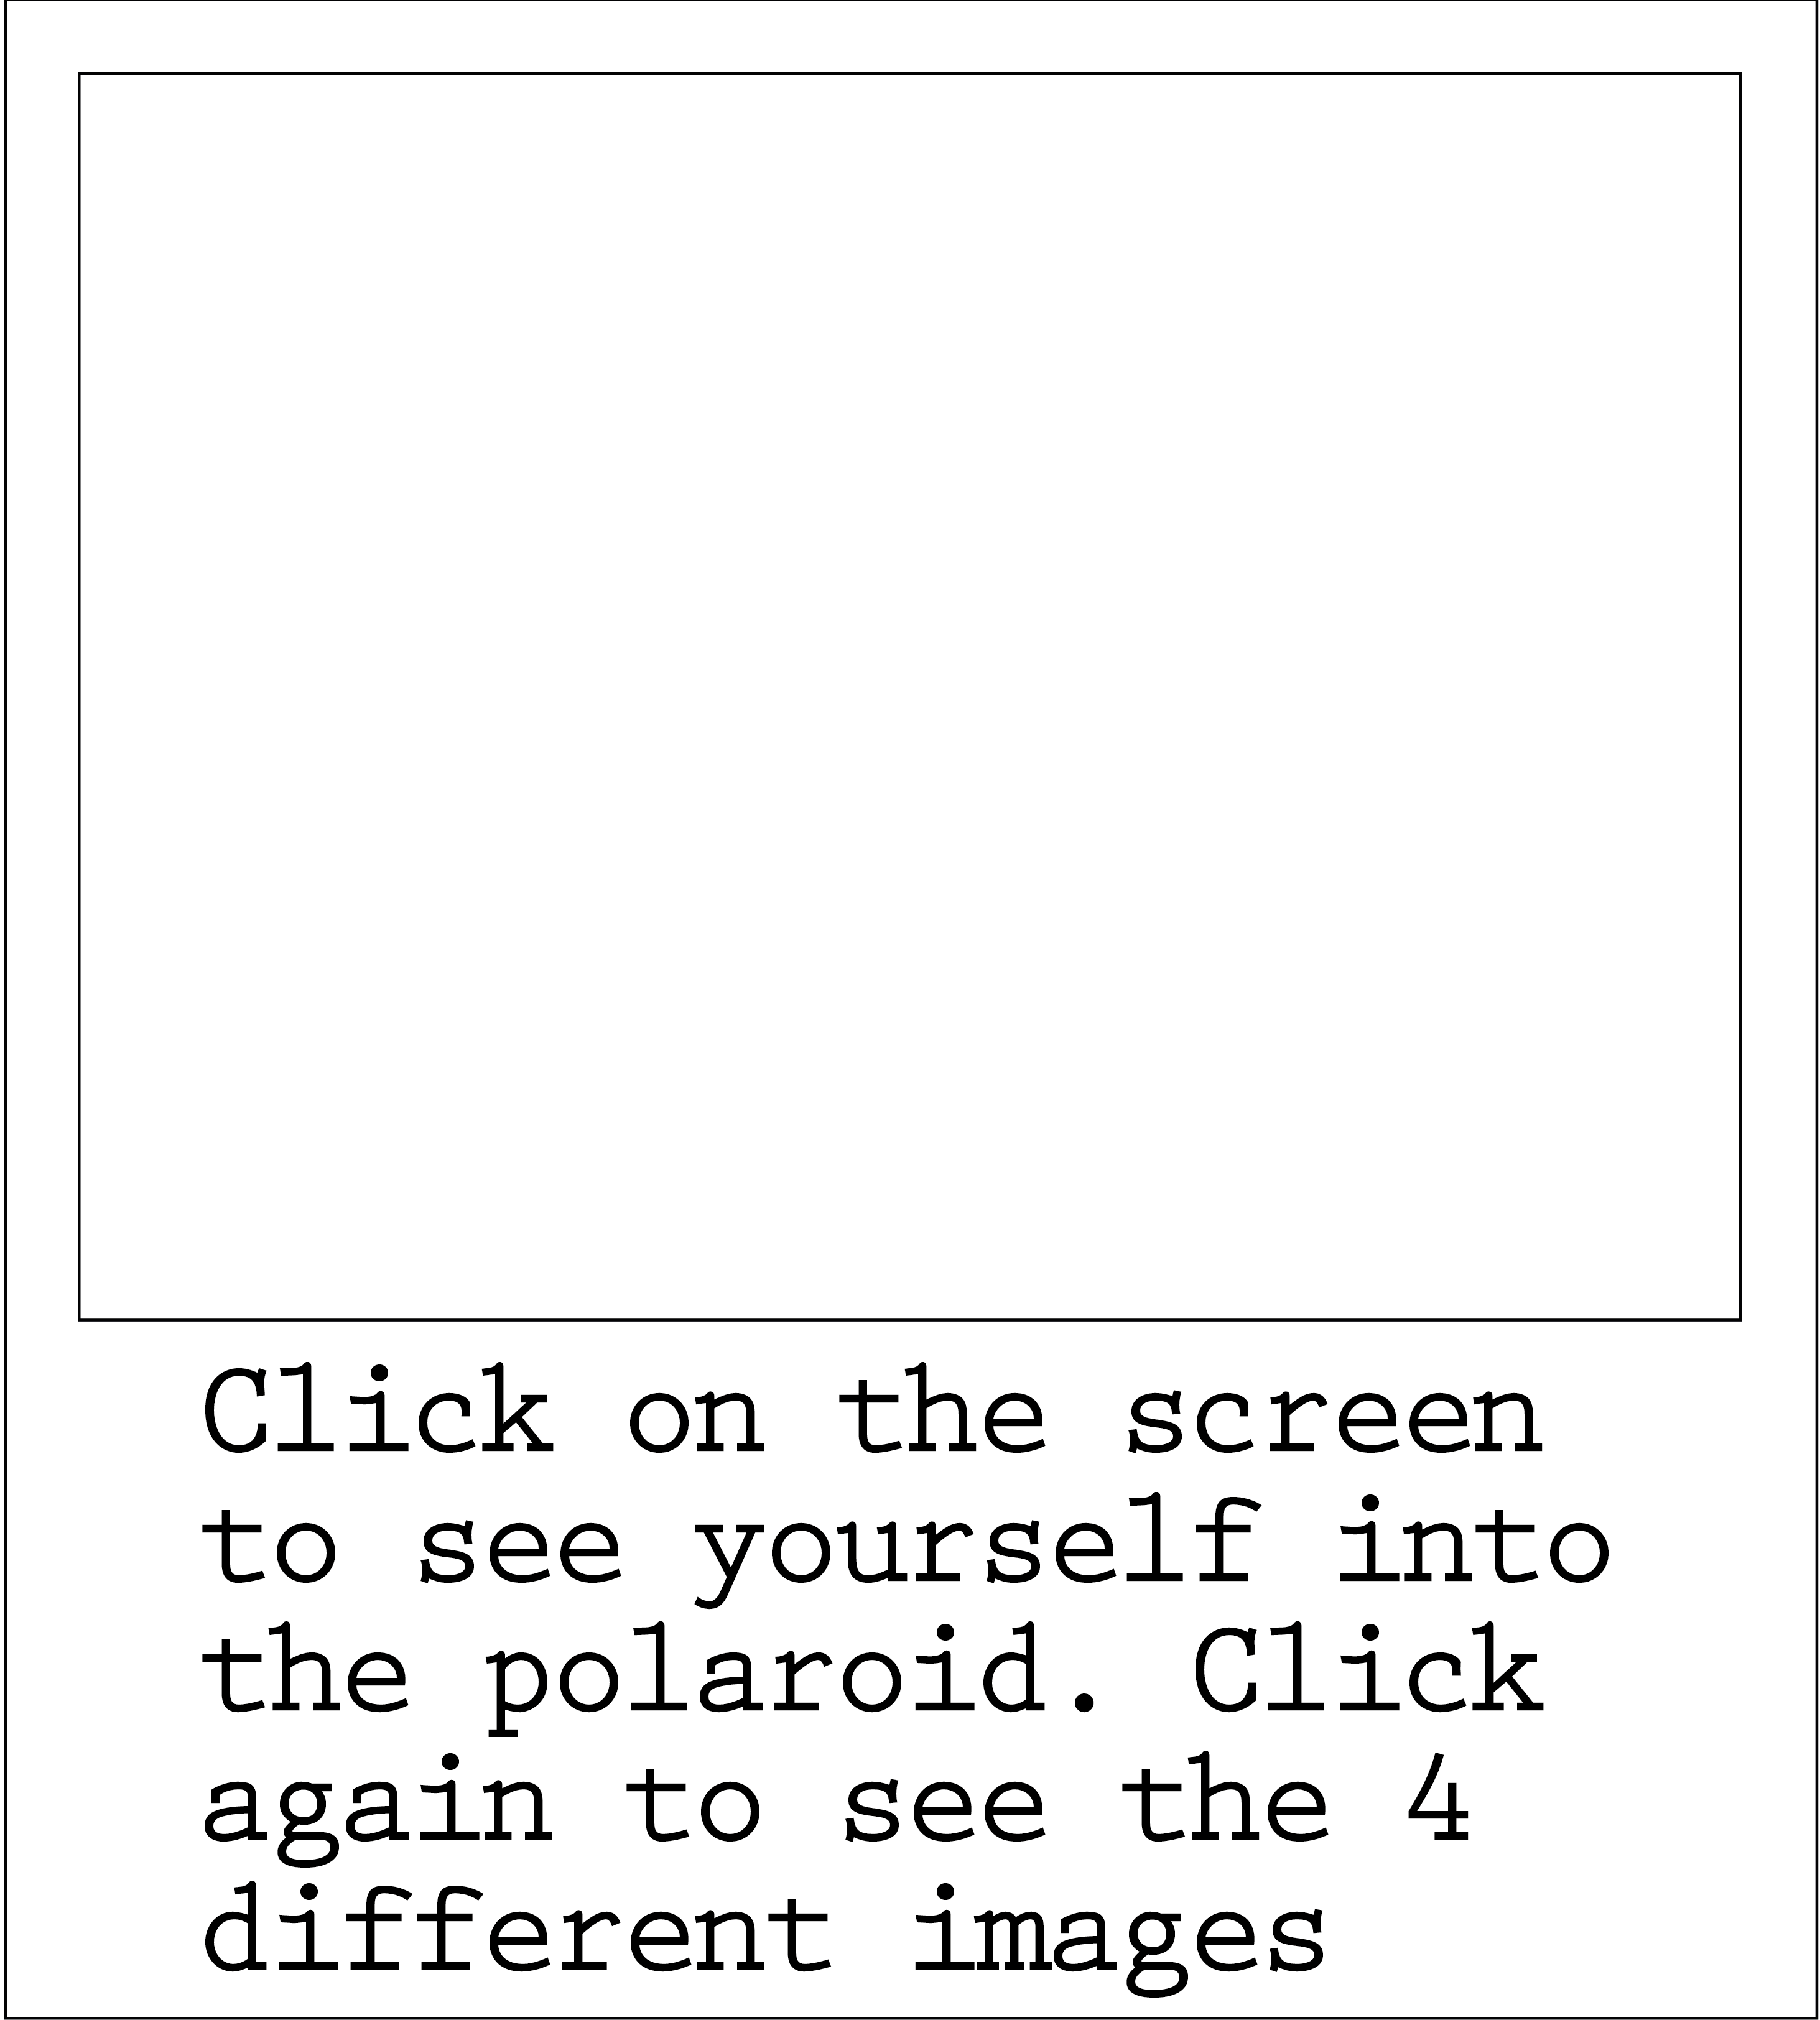 Click on the screen
to see yourself into
the polaroid. Click
again to see the 4
different images